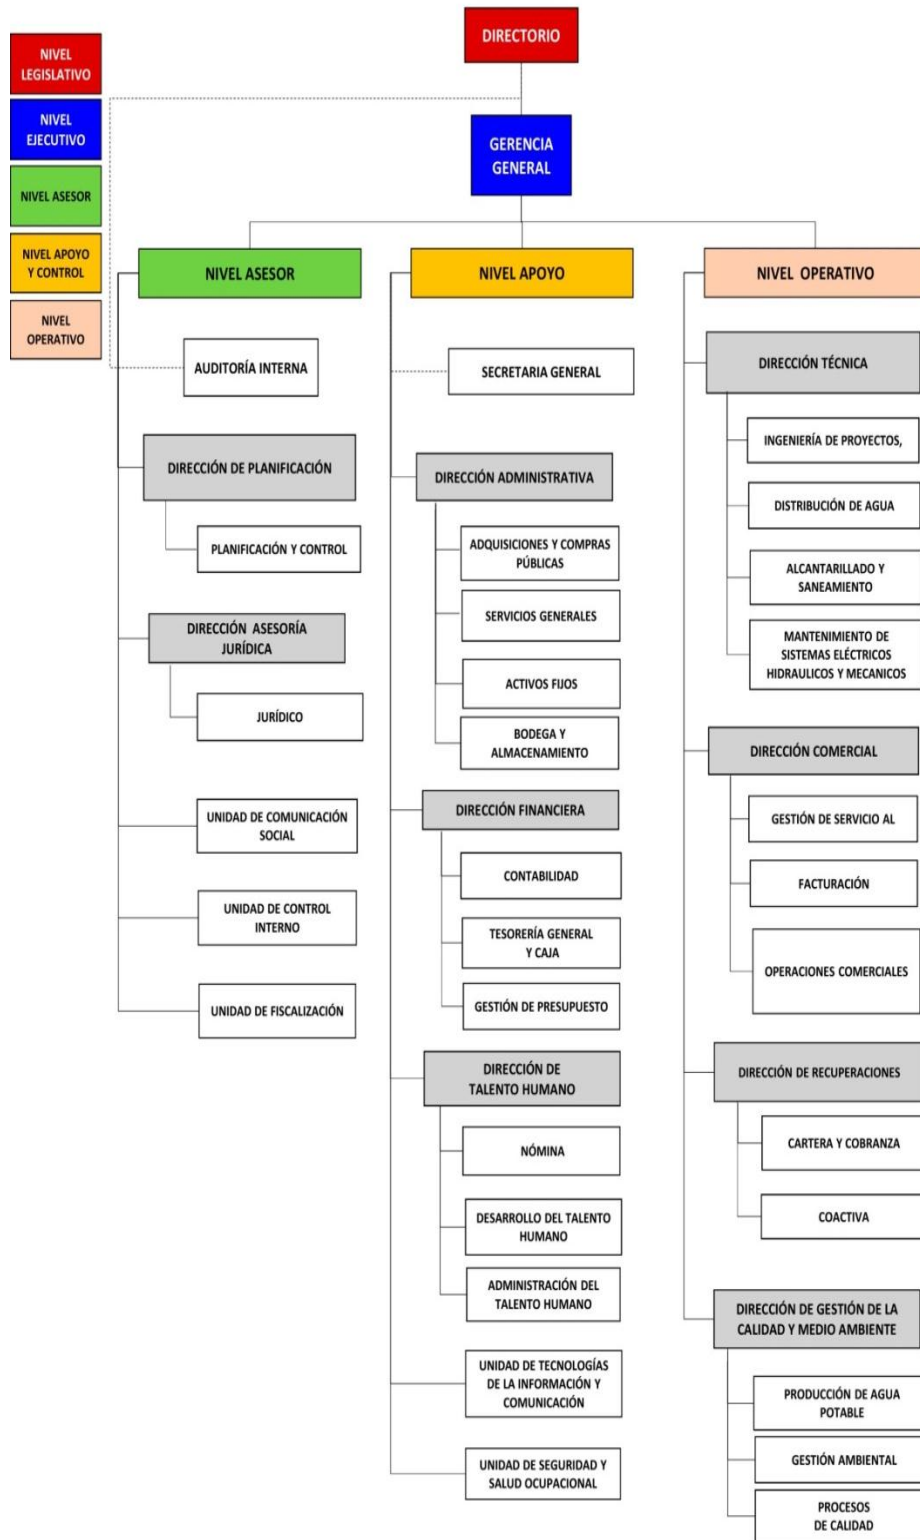 DIRECTORIO
NIVEL
LEGISLATIVO
NIVEL
EJECUTIVO
NIVEL ASESOR
NIVEL APOYO
Y CONTROL
NIVEL
OPERATIVO
GERENCIA
GENERAL
NIVEL ASESOR
AUDITORÍA INTERNA
DIRECCIÓN DE PLANIFICACIÓN
PLANIFICACIÓN Y CONTROL
DIRECCIÓN ASESORÍA
JURÍDICA
JURÍDICO
UNIDAD DE COMUNICACIÓN
SOCIAL
UNIDAD DE CONTROL
INTERNO
UNIDAD DE FISCALIZACIÓN
NIVEL APOYO
SECRETARIA GENERAL
DIRECCIÓN ADMINISTRATIVA
ADQUISICIONES Y COMPRAS
PÚBLICAS
SERVICIOS GENERALES
ACTIVOS FIJOS
BODEGA Y
ALMACENAMIENTO
DIRECCIÓN FINANCIERA
CONTABILIDAD
TESORERÍA GENERAL
Y CAJA
GESTIÓN DE PRESUPUESTO
DIRECCIÓN DE
TALENTO HUMANO
NÓMINA
DESARROLLO DEL TALENTO
HUMANO
ADMINISTRACIÓN DEL
TALENTO HUMANO
UNIDAD DE TECNOLOGÍAS
DE LA INFORMACIÓN Y
COMUNICACIÓN
UNIDAD DE SEGURIDAD Y
SALUD OCUPACIONAL
NIVEL OPERATIVO
DIRECCIÓN TÉCNICA
INGENIERÍA DE PROYECTOS,
DISTRIBUCIÓN DE AGUA
ALCANTARILLADO Y
SANEAMIENTO
MANTENIMIENTO DE
SISTEMAS ELÉCTRICOS
HIDRAULICOS Y MECANICOS
DIRECCIÓN COMERCIAL
GESTIÓN DE SERVICIO AL
FACTURACIÓN
OPERACIONES COMERCIALES
DIRECCIÓN DE RECUPERACIONES
CARTERA Y COBRANZA
COACTIVA
DIRECCIÓN DE GESTIÓN DE LA
CALIDAD Y MEDIO AMBIENTE
PRODUCCIÓN DE AGUA
POTABLE
GESTIÓN AMBIENTAL
PROCESOS
DE CALIDAD